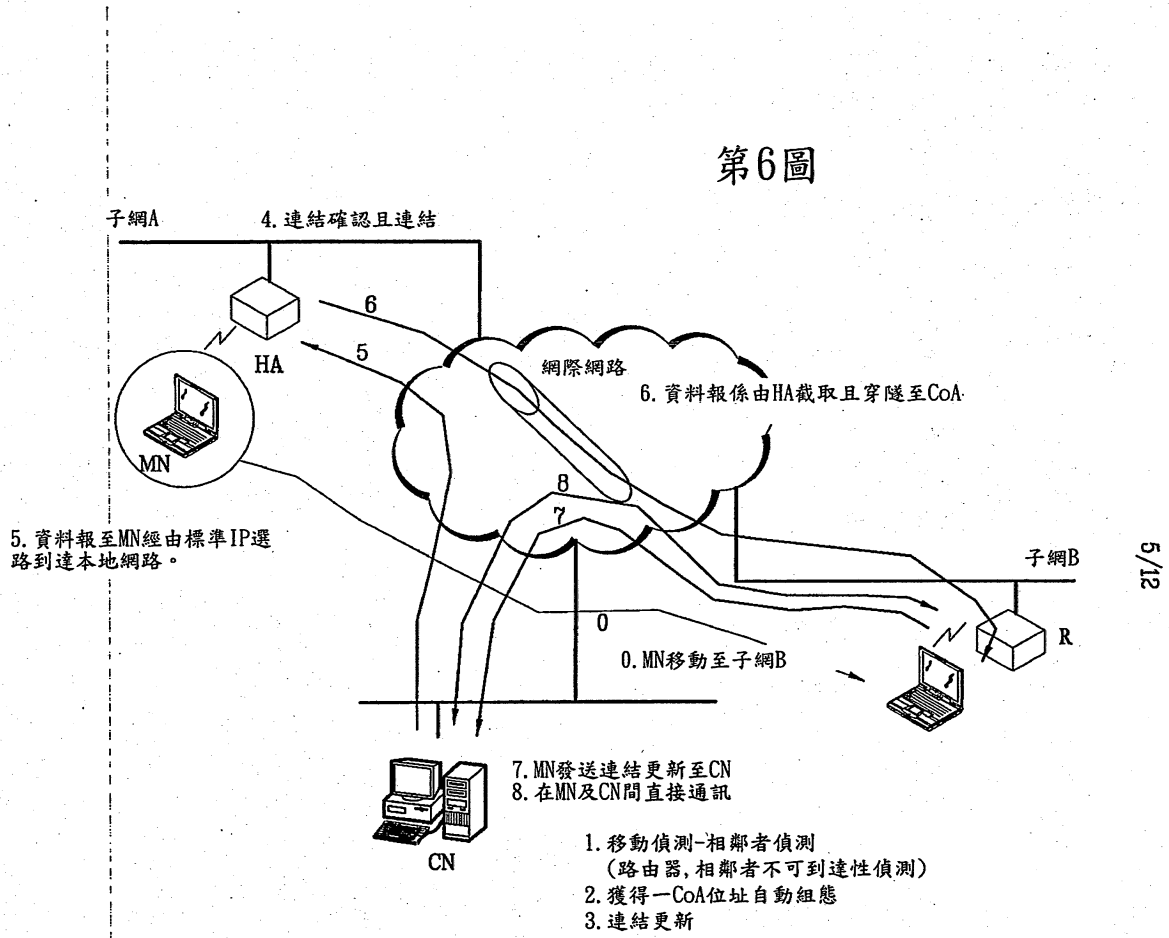 第6圖
子網A
4.連結確認且連結
6
5
HA
網際網路
6.資料報係由HA截取且穿隧至CoA
MN
8
7
5.資料報至MN經由標準IP選
路到達本地網路。
子網B
5/12
0
R
0.MN移動至子網B
7.MN發送連結更新至CN
8.在MN及CN間直接通訊
CN
1.移動偵測-相鄰者偵測
(路由器,相鄰者不可到達性偵測)
2.獲得一CoA位址自動組態
3.連結更新